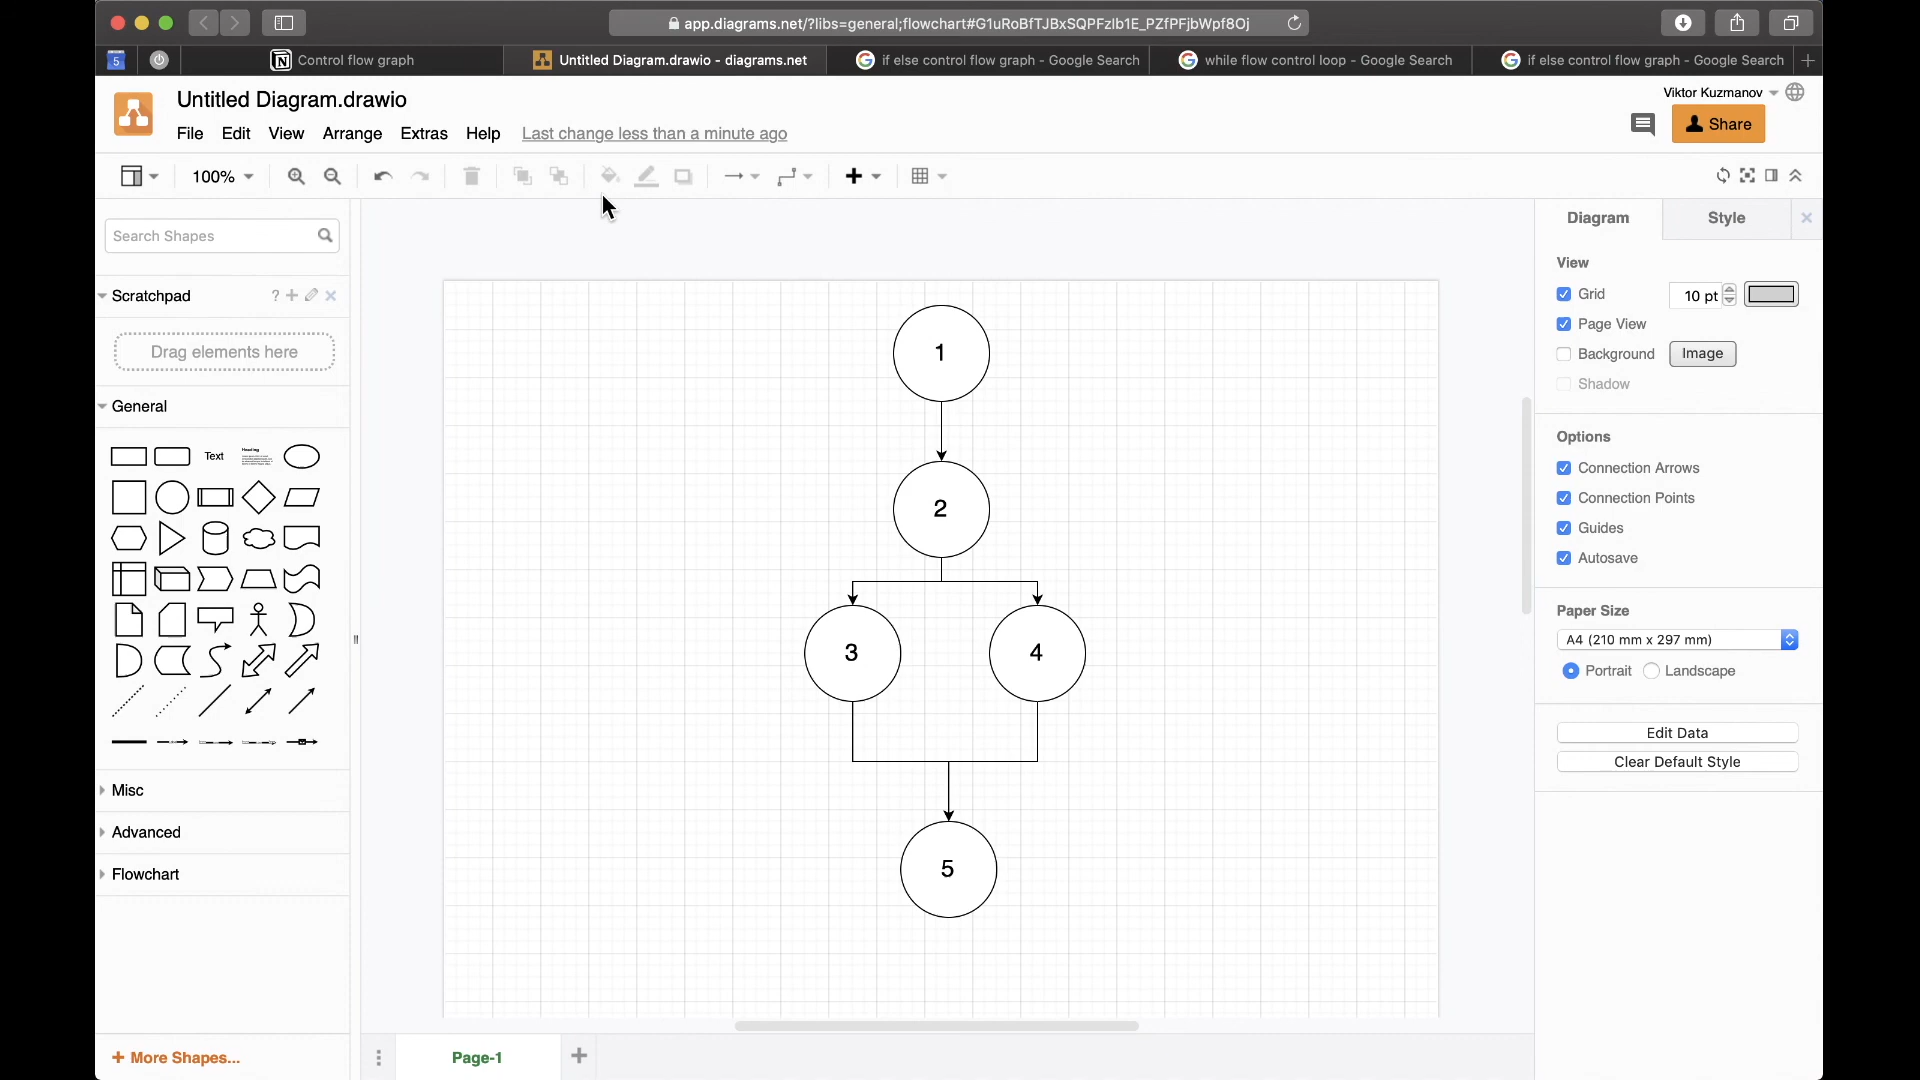 app.diagrams.net/?libs=general;flowchart#G1uRoBfTJBxSQPFzlb1E_PZfPFjbWpf8Oj
5
Control flow graph
Untitled Diagram.drawio - diagrams.net
if else control flow graph - Google Search
while flow control loop - Google Search
if else control flow graph - Google Search
Untitled Diagram.drawio
Viktor Kuzmanov
File Edit View Arrange Extras Help Last change less than a minute ago
Share
100%
Search Shapes
Diagram Style
View
Scratchpad ?
Grid 10 pt
Page View
Drag elements here
Background Image
Shadow
General
Text
Heading
Options
Connection Arrows
Connection Points
Guides
Autosave
Paper Size
A4 (210 mm x 297 mm)
Portrait Landscape
Edit Data
Clear Default Style
1
2
3
4
5
Misc
Advanced
Flowchart
+ More Shapes...
Page-1